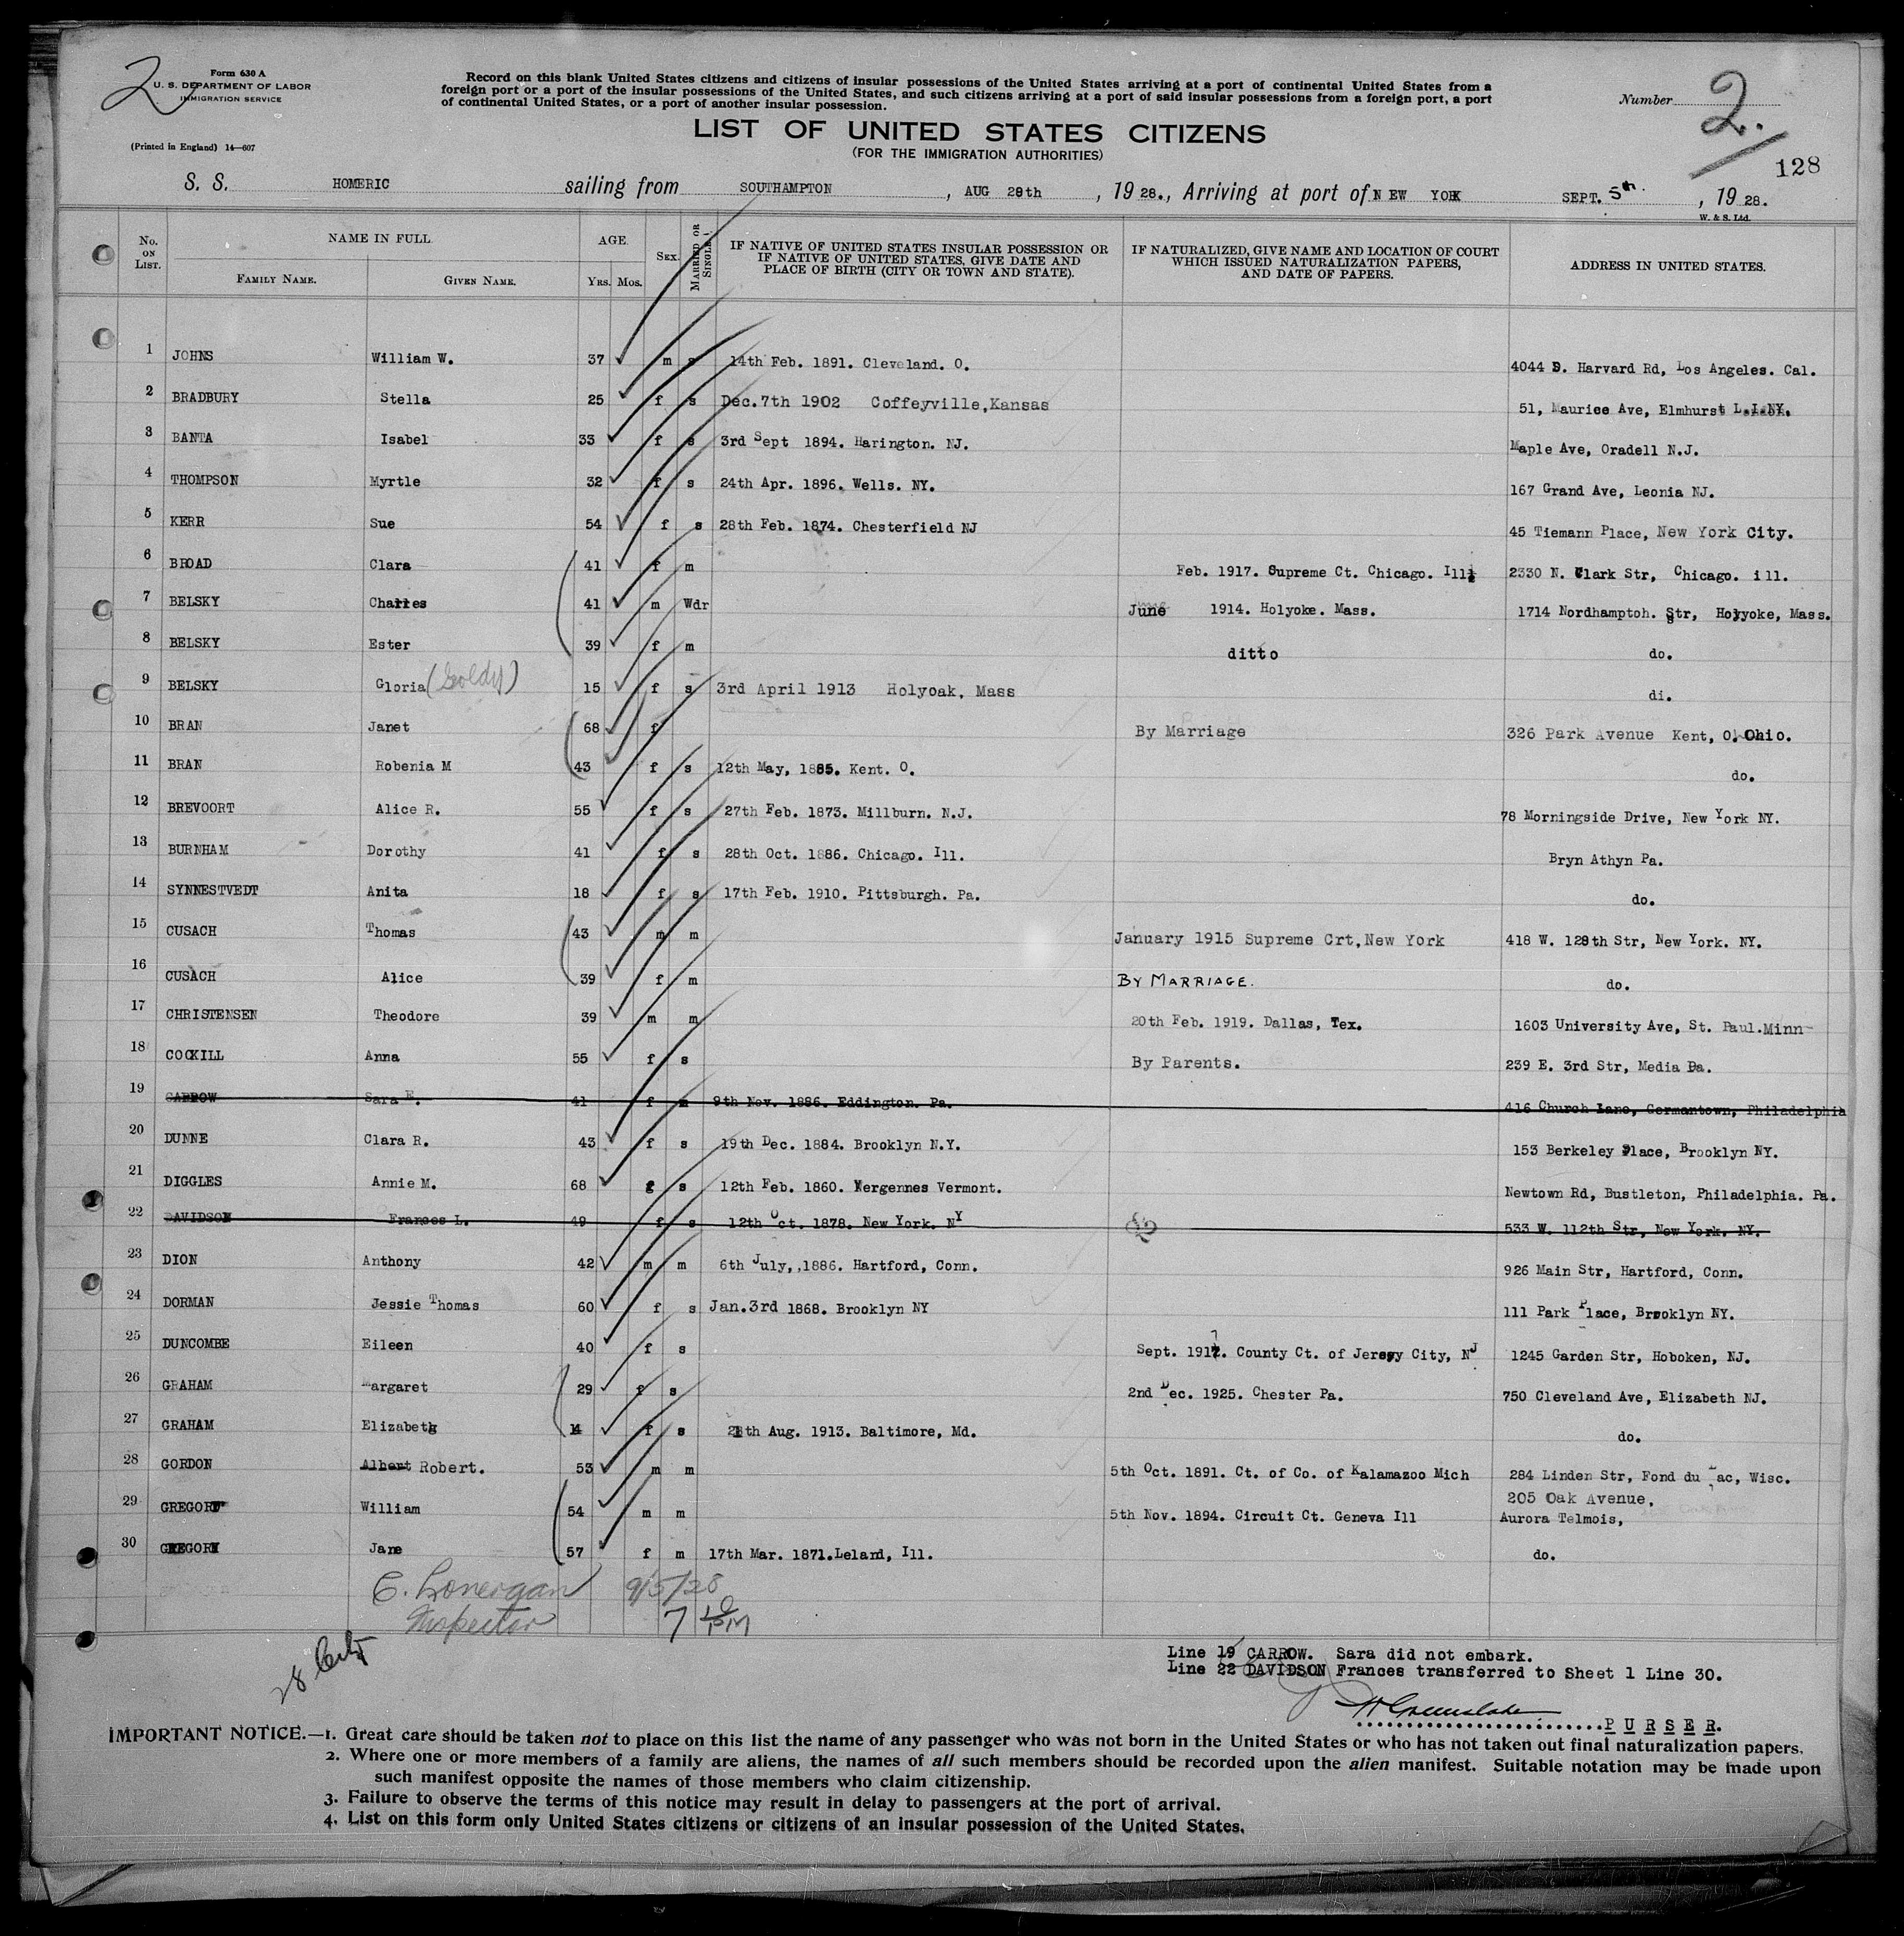 2
Form 630 A
U. S. DEPARTMENT OF LABOR
IMMIGRATION SERVICE
(Printed in England) 14—607
Record on this blank United States citizens and citizens of insular possessions of the United States arriving at a port of continental United States from a
foreign port or a port of the insular possessions of the United States, and such citizens arriving at a port of said insular possessions from a foreign port, a port
of continental United States, or a port of another insular possession.
Number 2.
LIST OF UNITED STATES CITIZENS
(FOR THE IMMIGRATION AUTHORITIES)
128
S. S. HOMERIC sailing from SOUTHAMPTON, AUG 28th, 1928., Arriving at port of NEW YORK SEPT. 5th, 1928.
W. & S. Ltd.
No. ON LIST. NAME IN FULL FAMILY NAME. GIVEN NAME. AGE YRS. MOS. SEX. MARRIED OR SINGLE. IF NATIVE OF UNITED STATES INSULAR POSSESSION OR IF NATIVE OF UNITED STATES, GIVE DATE AND PLACE OF BIRTH (CITY OR TOWN AND STATE). IF NATURALIZED, GIVE NAME AND LOCATION OF COURT WHICH ISSUED NATURALIZATION PAPERS, AND DATE OF PAPERS. ADDRESS IN UNITED STATES.
1 JOHNS William W. 37 m s 14th Feb. 1891. Cleveland. O. 4044 S. Harvard Rd, Los Angeles. Cal.
2 BRADBURY Stella 25 f s Dec.7th 1902 Coffeyville,Kansas 51, Maurice Ave, Elmhurst L.I.NY.
3 BANTA Isabel 33 f s 3rd Sept 1894. Harington. NJ. Maple Ave, Oradell N.J.
4 THOMPSON Myrtle 32 f s 24th Apr. 1896. Wells. NY. 167 Grand Ave, Leonia NJ.
5 KERR Sue 54 f s 28th Feb. 1874. Chesterfield NJ 45 Tiemann Place, New York City.
6 BROAD Clara 41 f m Feb. 1917. Supreme Ct. Chicago. Ill. 2330 N. Clark Str, Chicago. ill.
7 BELSKY Charles 41 m Wdr June 1914. Holyoke. Mass. 1714 Nordhamptoh. Str, Holyoke, Mass.
8 BELSKY Ester 39 f m ditto do.
9 BELSKY Gloria (Goldy) 15 f s 3rd April 1913 Holyoak, Mass di.
10 BRAN Janet 68 f By Marriage 326 Park Avenue Kent, O. Ohio.
11 BRAN Robenia M 43 f s 12th May, 1885. Kent. O. do.
12 BREVOORT Alice R. 55 f s 27th Feb. 1873. Millburn. N.J. 78 Morningside Drive, New York NY.
13 BURNHAM Dorothy 41 f s 28th Oct. 1886. Chicago. Ill. Bryn Athyn Pa.
14 SYNNESTVEDT Anita 18 f s 17th Feb. 1910. Pittsburgh. Pa. do.
15 CUSACH Thomas 43 m m January 1915 Supreme Crt,New York 418 W. 128th Str, New York. NY.
16 CUSACH Alice 39 f m BY MARRIAGE. do.
17 CHRISTENSEN Theodore 39 m m 20th Feb. 1919. Dallas, Tex. 1603 University Ave, St. Paul.Minn
18 COCKILL Anna 55 f s By Parents. 239 E. 3rd Str, Media Pa.
19 CARROW Sara E. 41 f m 9th Nov. 1886. Eddington. Pa. 416 Church Lane, Germantown, Philadelphia
20 DUNNE Clara R. 43 f s 19th Dec. 1884. Brooklyn N.Y. 153 Berkeley Place, Brooklyn NY.
21 DIGGLES Annie M. 68 f s 12th Feb. 1860. Vergennes Vermont. Newtown Rd, Bustleton, Philadelphia. Pa.
22 DAVIDSON Frances L. 49 f s 12th Oct. 1878. New York. NY 533 W. 112th Str, New York. NY.
23 DION Anthony 42 m m 6th July,,1886. Hartford, Conn. 926 Main Str, Hartford, Conn.
24 DORMAN Jessie Thomas 60 f s Jan.3rd 1868. Brooklyn NY 111 Park Place, Brooklyn NY.
25 DUNCOMBE Eileen 40 f s Sept. 1917. County Ct. of Jersey City, NJ 1245 Garden Str, Hoboken, NJ.
26 GRAHAM Margaret 29 f s 2nd Dec. 1925. Chester Pa. 750 Cleveland Ave, Elizabeth NJ.
27 GRAHAM Elizabeth 14 f s th Aug. 1913. Baltimore, Md. do.
28 GORDON Albert Robert. 53 m m 5th Oct. 1891. Ct. of Co. of Kalamazoo Mich 284 Linden Str, Fond du Lac, Wisc.
29 GREGORY William 54 m m 5th Nov. 1894. Circuit Ct. Geneva Ill 205 Oak Avenue,
Aurora Telmois,
30 GREGORY Jane 57 f m 17th Mar. 1871.Leland, Ill. do.
C. Lonergan 9/5/28
Inspector 7 PM
28
Line 19 CARROW. Sara did not embark.
Line 22 DAVIDSON Frances transferred to Sheet 1 Line 30.
PURSER.
IMPORTANT NOTICE.—1. Great care should be taken not to place on this list the name of any passenger who was not born in the United States or who has not taken out final naturalization papers.
2. Where one or more members of a family are aliens, the names of all such members should be recorded upon the alien manifest. Suitable notation may be made upon
such manifest opposite the names of those members who claim citizenship.
3. Failure to observe the terms of this notice may result in delay to passengers at the port of arrival.
4. List on this form only United States citizens or citizens of an insular possession of the United States.